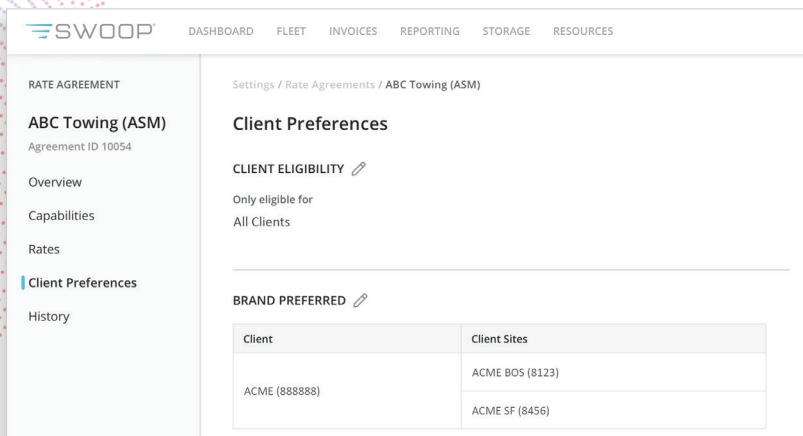 SWOOP
DASHBOARD FLEET INVOICES REPORTING STORAGE RESOURCES
RATE AGREEMENT
ABC Towing (ASM)
Agreement ID 10054
Overview
Capabilities
Rates
Client Preferences
History
Settings / Rate Agreements / ABC Towing (ASM)
Client Preferences
CLIENT ELIGIBILITY
Only eligible for
All Clients
BRAND PREFERRED
Client Client Sites
ACME (888888)
ACME BOS (8123)
ACME SF (8456)